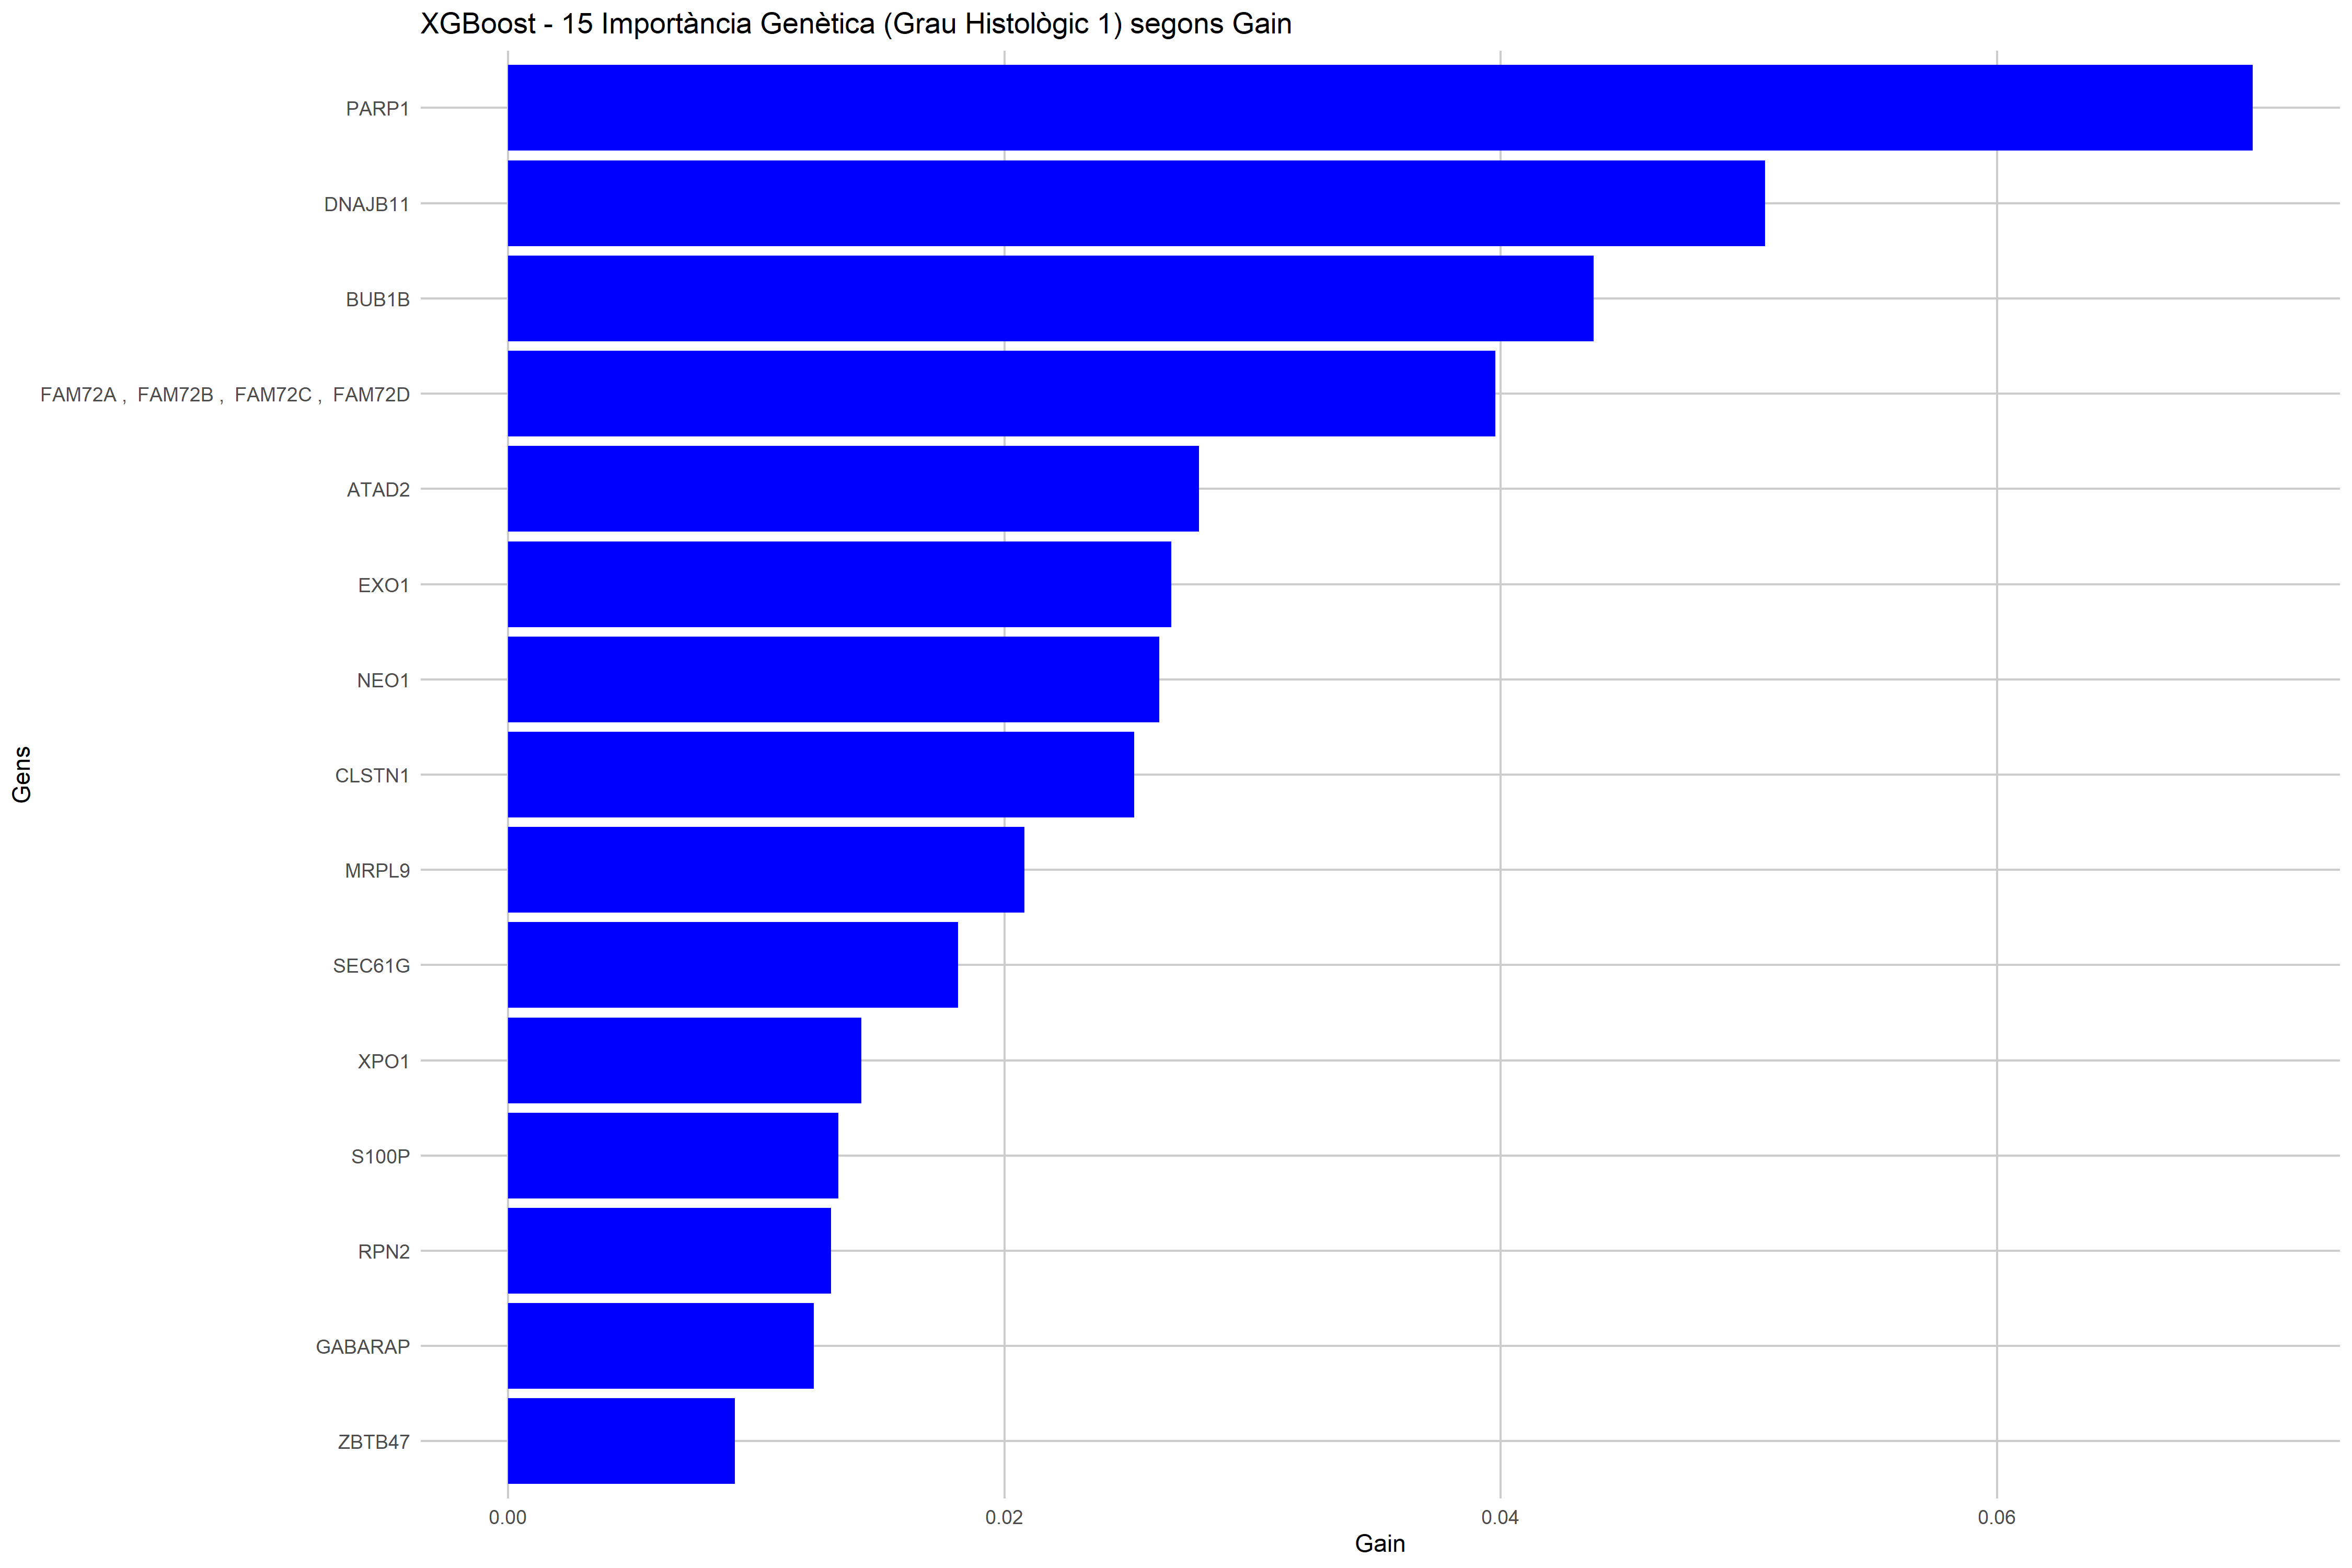 XGBoost - 15 Importància Genètica (Grau Histològic 1) segons Gain
PARP1
DNAJB11
BUB1B
FAM72A ,  FAM72B ,  FAM72C ,  FAM72D
ATAD2
EXO1
NEO1
CLSTN1
MRPL9
SEC61G
XPO1
S100P
RPN2
GABARAP
ZBTB47
Gens
0.00
0.02
0.04
0.06
Gain